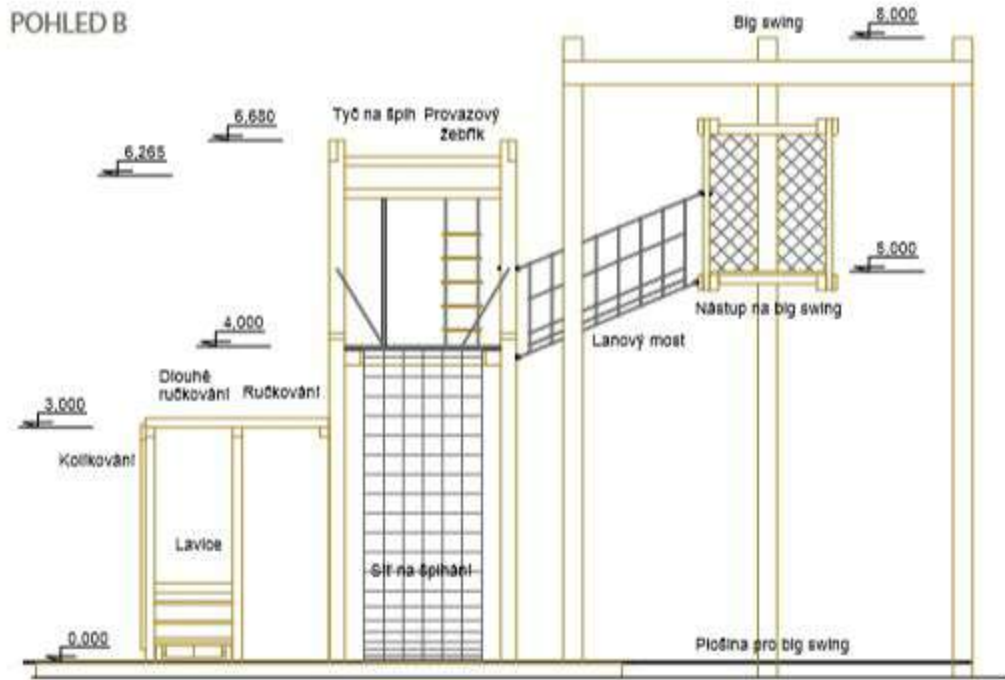 POHLED B
Big swing
8,000
Tyč na šplh Provazový
žebřík
6,680
6,265
5,000
Nástup na big swing
Lanový most
4,000
Dlouhé
ručkování
Ručkování
3,000
Kolíkování
Lavice
Síť na šplhání
Plošina pro big swing
0,000